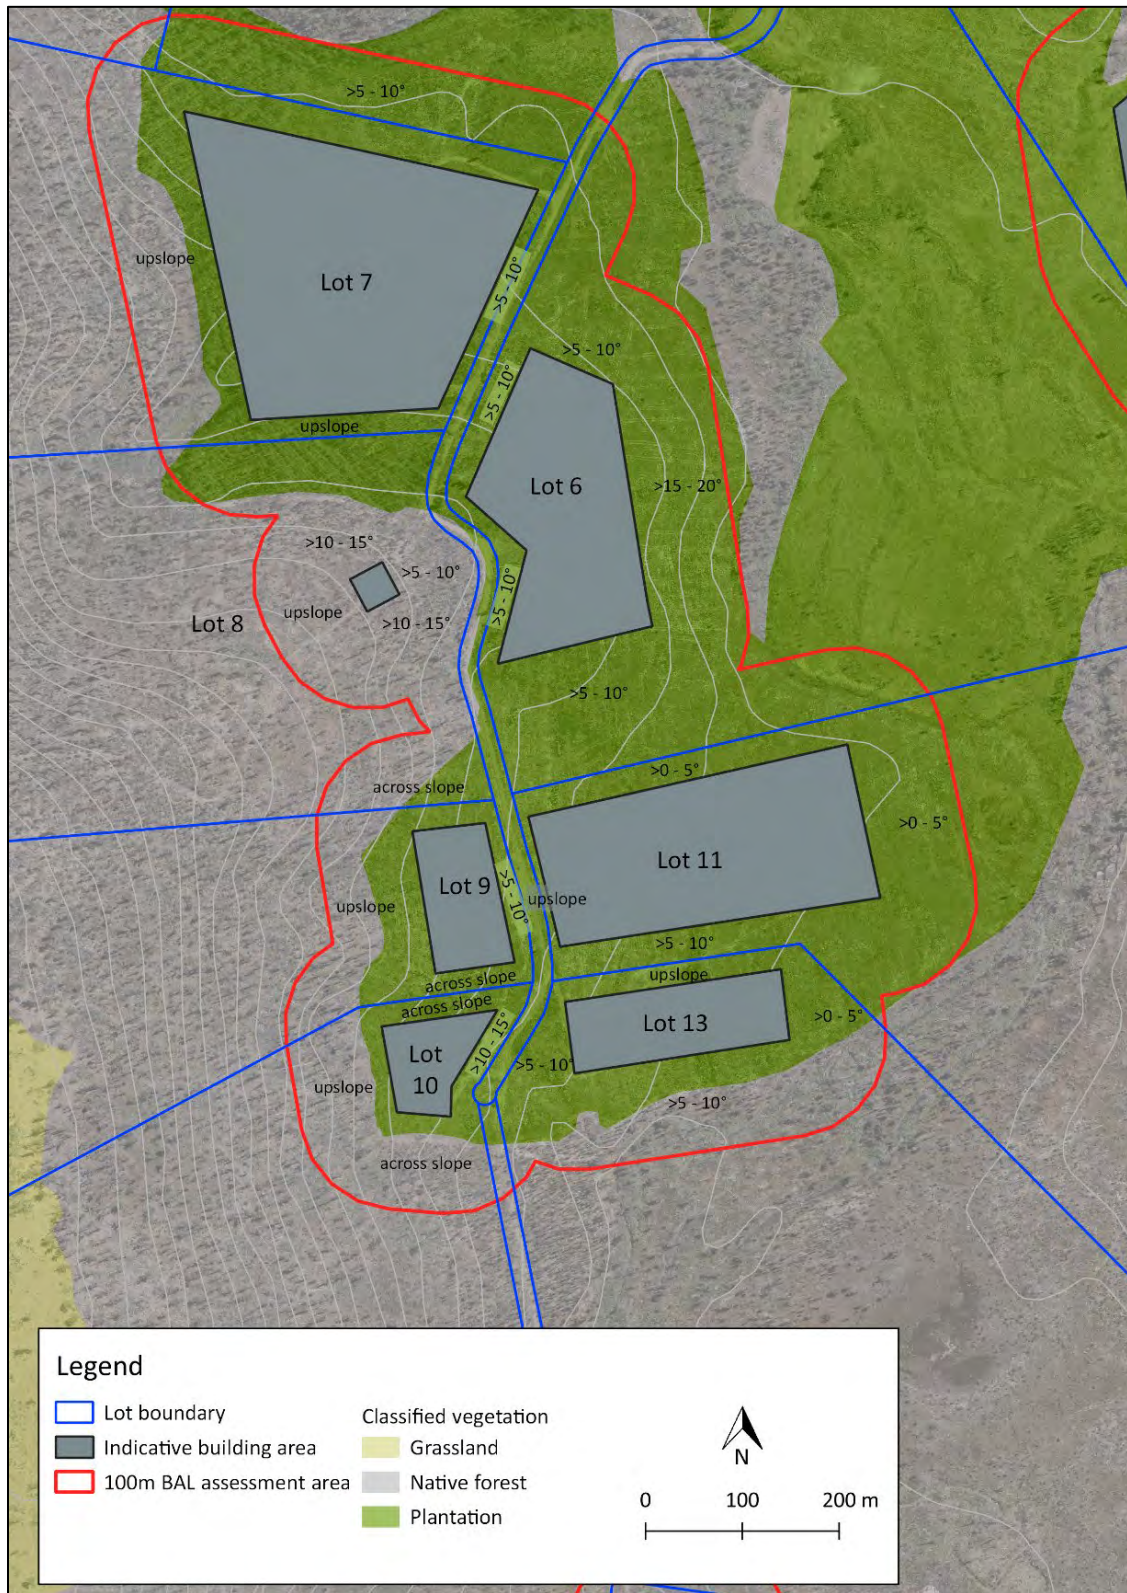 >5 - 10°
upslope
Lot 7
>5 - 10°
>5 - 10°
>5 - 10°
upslope
Lot 6
>15 - 20°
>10 - 15°
>5 - 10°
upslope
>10 - 15°
Lot 8
>5 - 10°
>5 - 10°
across slope
>0 - 5°
>0 - 5°
Lot 11
Lot 9
>5 - 10°
upslope
upslope
>5 - 10°
across slope
upslope
across slope
Lot 13
>0 - 5°
>10 - 15°
Lot
10
>5 - 10°
upslope
>5 - 10°
across slope
Legend
Lot boundary
Indicative building area
100m BAL assessment area
Classified vegetation
Grassland
Native forest
Plantation
N
0 100 200 m